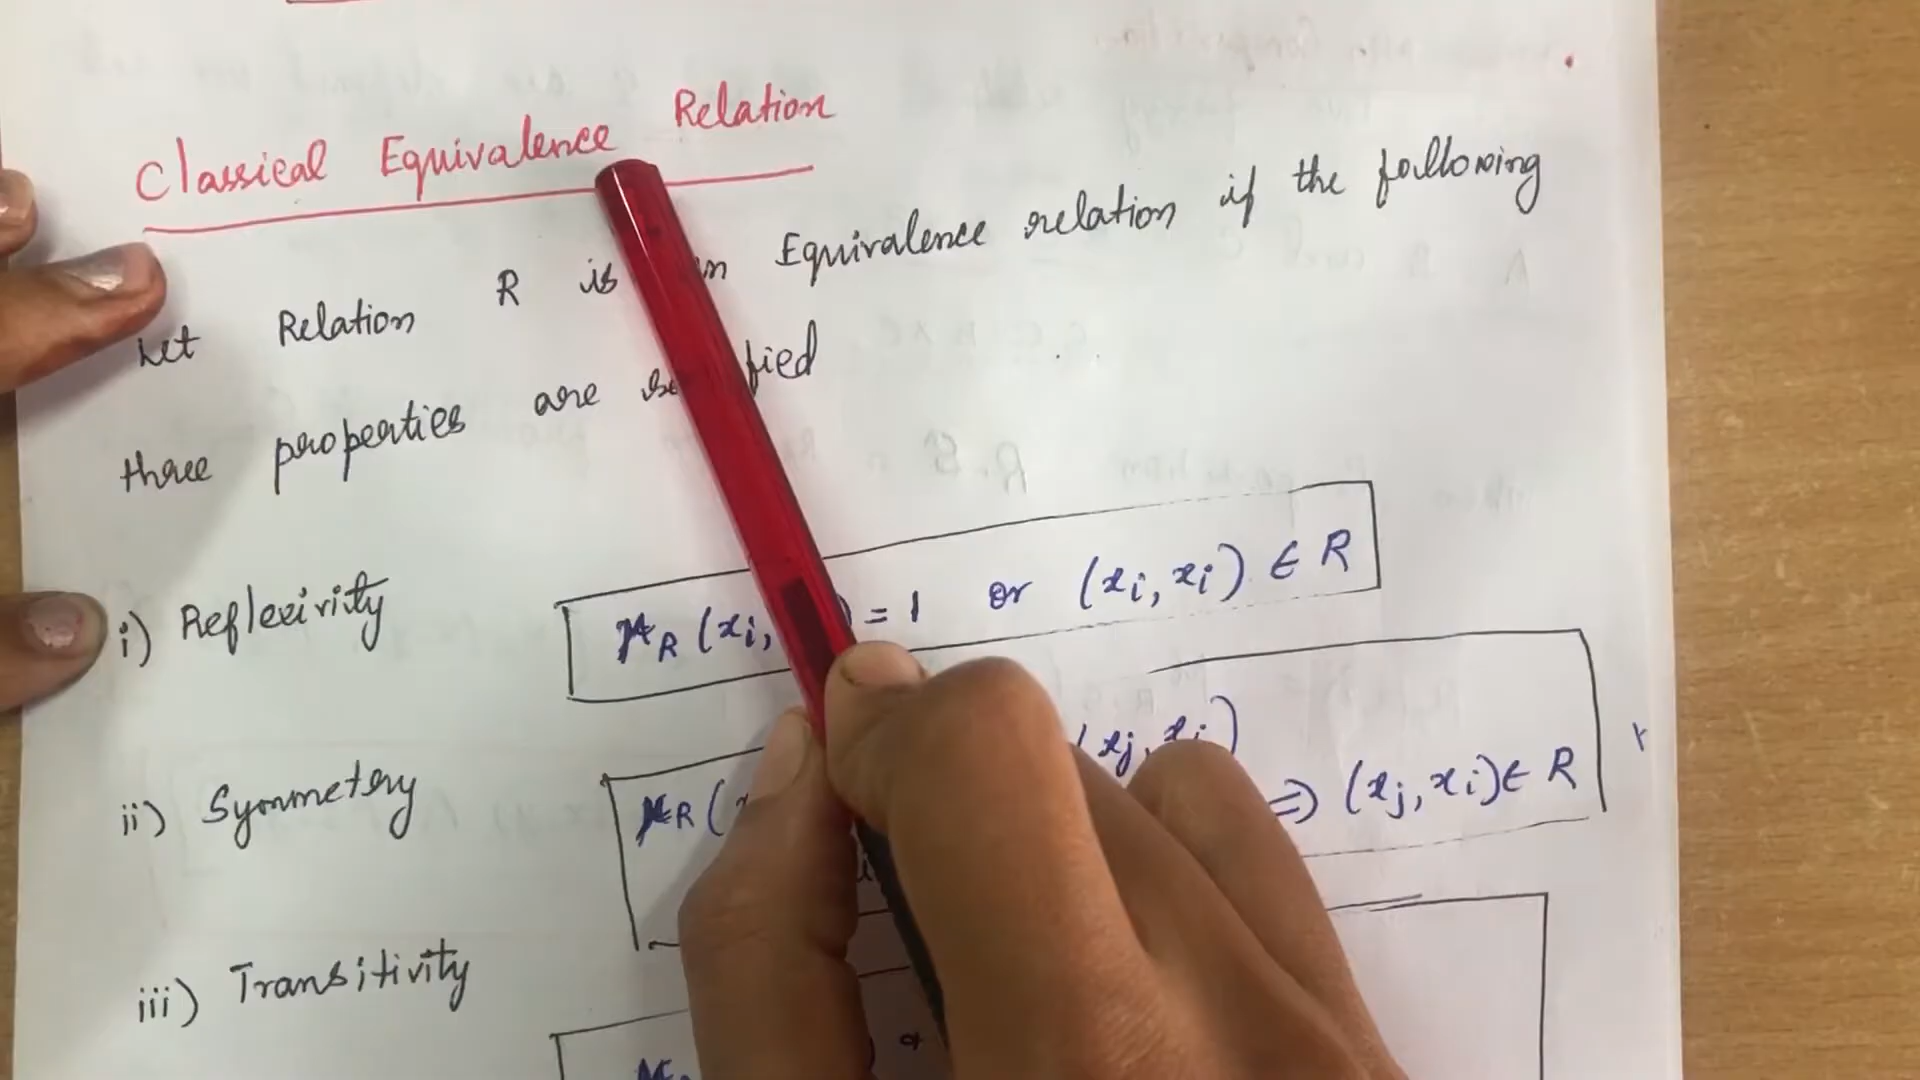 Classical Equivalence Relation
Let Relation R is Equivalence relation if the following
three properties are
i) Reflexivity
μR (xi, ) = 1 or (xi, xi) ∈ R
ii) Symmetry
μR ( (xj, xi)
⇒ (xj, xi) ∈ R
iii) Transitivity